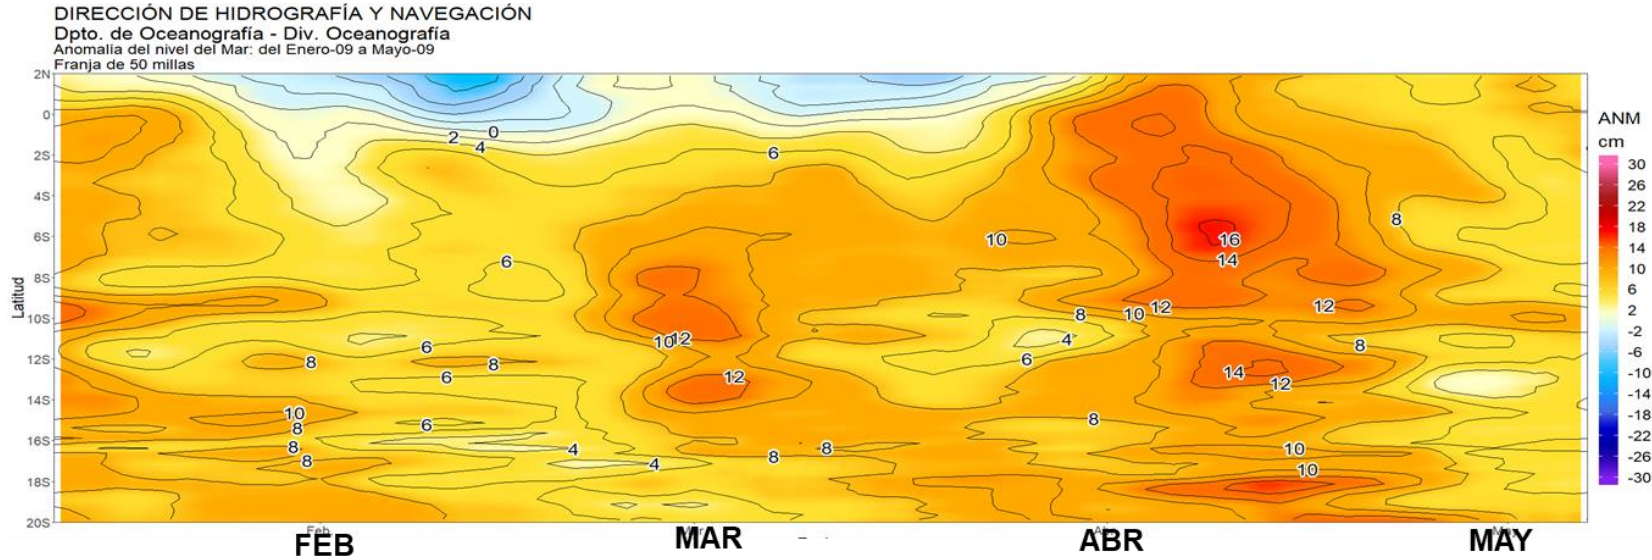 DIRECCIÓN DE HIDROGRAFÍA Y NAVEGACIÓN
Dpto. de Oceanografía - Div. Oceanografía
Anomalía del nivel del Mar: del Enero-09 a Mayo-09
Franja de 50 millas
Latitud
2N
0
2S
4S
6S
8S
10S
12S
14S
16S
18S
20S
2
0
4
6
6
10
8
16
14
12
8
10
12
10
12
4
8
6
8
8
6
6
12
14
12
10
8
6
8
8
8
4
4
8
8
10
10
ANM
cm
30
26
22
18
14
10
6
2
-2
-6
-10
-14
-18
-22
-26
-30
Feb
FEB
MAR
ABR
MAY